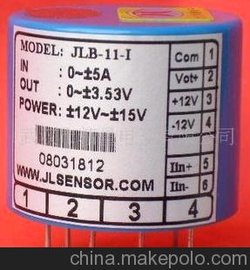 MODEL: JLB-11-I
IN : 0~±5A
OUT : 0~±3.53V
POWER: ±12V~±15V
08031812
WWW.JLSENSOR.COM
Com 1
Vot+ 2
+12V 3
-12V 4
Iin+ 5
Iin- 6
1 2 3 4
china.makepolo.com